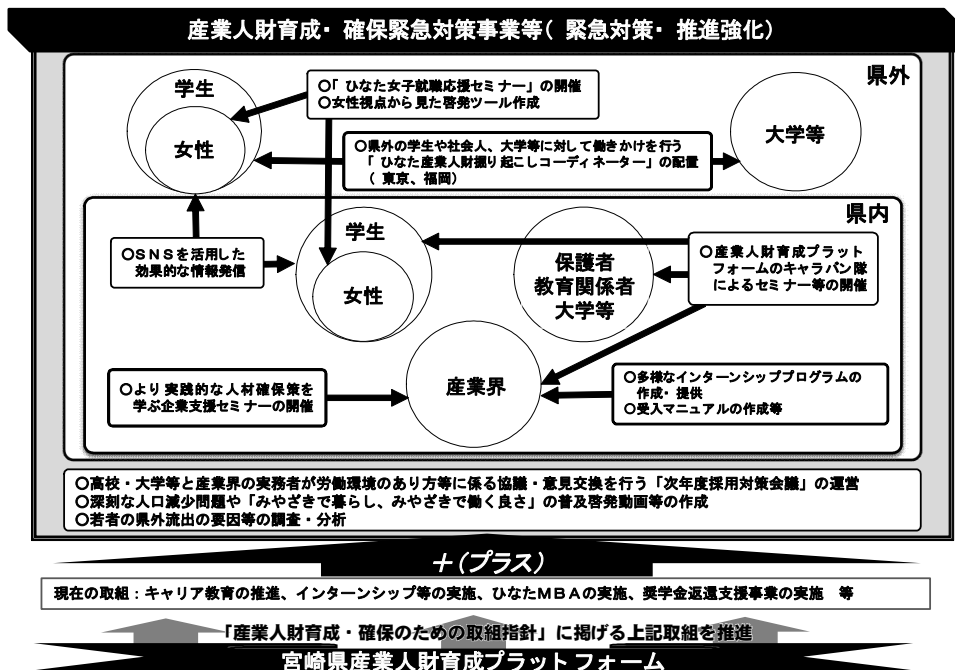 産業人財育成・確保緊急対策事業等(緊急対策・推進強化)
県外
学生
女性
〇「ひなた女子就職応援セミナー」の開催
〇女性視点から見た啓発ツール作成
大学等
〇県外の学生や社会人、大学等に対して働きかけを行う
「ひなた産業人財掘り起こしコーディネーター」の配置
(東京、福岡)
県内
学生
女性
〇SNSを活用した
効果的な情報発信
保護者
教育関係者
大学等
〇産業人財育成プラット
フォームのキャラバン隊
によるセミナー等の開催
産業界
〇より実践的な人材確保策を
学ぶ企業支援セミナーの開催
〇多様なインターンシッププログラムの
作成・提供
〇受入マニュアルの作成等
〇高校・大学等と産業界の実務者が労働環境のあり方等に係る協議・意見交換を行う「次年度採用対策会議」の運営
〇深刻な人口減少問題や「みやざきで暮らし、みやざきで働く良さ」の普及啓発動画等の作成
〇若者の県外流出の要因等の調査・分析
+(プラス)
現在の取組:キャリア教育の推進、インターンシップ等の実施、ひなたMBAの実施、奨学金返還支援事業の実施 等
「産業人財育成・確保のための取組指針」に掲げる上記取組を推進
宮崎県産業人財育成プラットフォーム